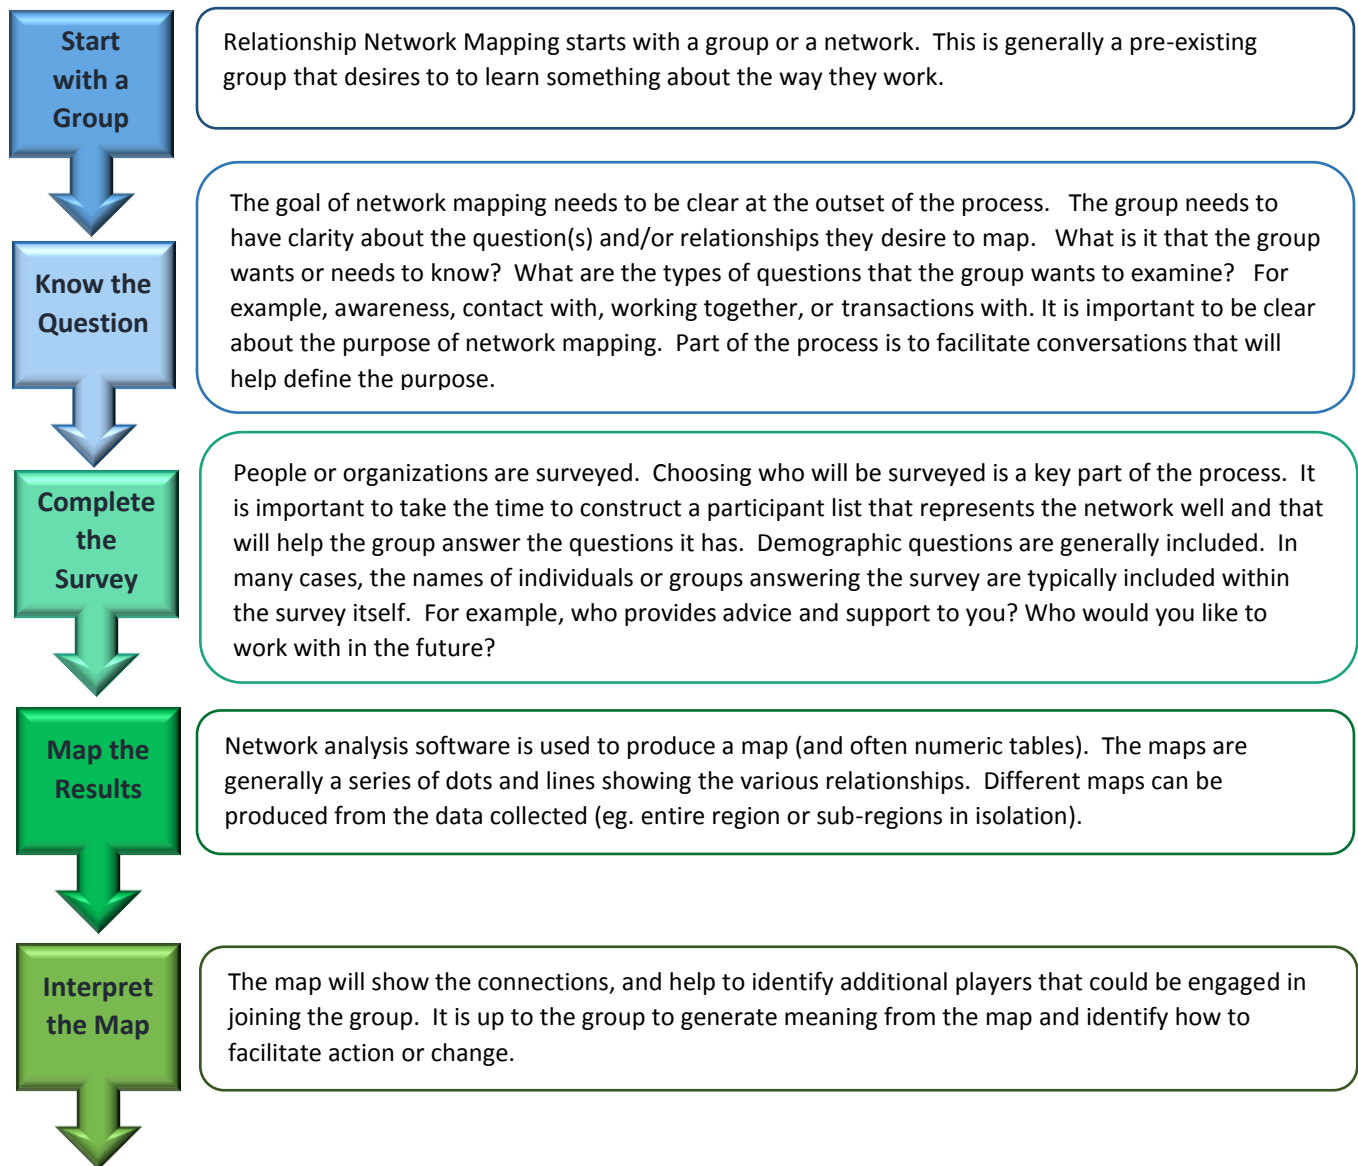 Start
with a
Group
Relationship Network Mapping starts with a group or a network.  This is generally a pre-existing
group that desires to to learn something about the way they work.
Know the
Question
The goal of network mapping needs to be clear at the outset of the process.   The group needs to
have clarity about the question(s) and/or relationships they desire to map.   What is it that the group
wants or needs to know?  What are the types of questions that the group wants to examine?   For
example, awareness, contact with, working together, or transactions with. It is important to be clear
about the purpose of network mapping.  Part of the process is to facilitate conversations that will
help define the purpose.
Complete
the
Survey
People or organizations are surveyed.  Choosing who will be surveyed is a key part of the process.  It
is important to take the time to construct a participant list that represents the network well and that
will help the group answer the questions it has.  Demographic questions are generally included.  In
many cases, the names of individuals or groups answering the survey are typically included within
the survey itself.  For example, who provides advice and support to you? Who would you like to
work with in the future?
Map the
Results
Network analysis software is used to produce a map (and often numeric tables).  The maps are
generally a series of dots and lines showing the various relationships.  Different maps can be
produced from the data collected (eg. entire region or sub-regions in isolation).
Interpret
the Map
The map will show the connections, and help to identify additional players that could be engaged in
joining the group.  It is up to the group to generate meaning from the map and identify how to
facilitate action or change.